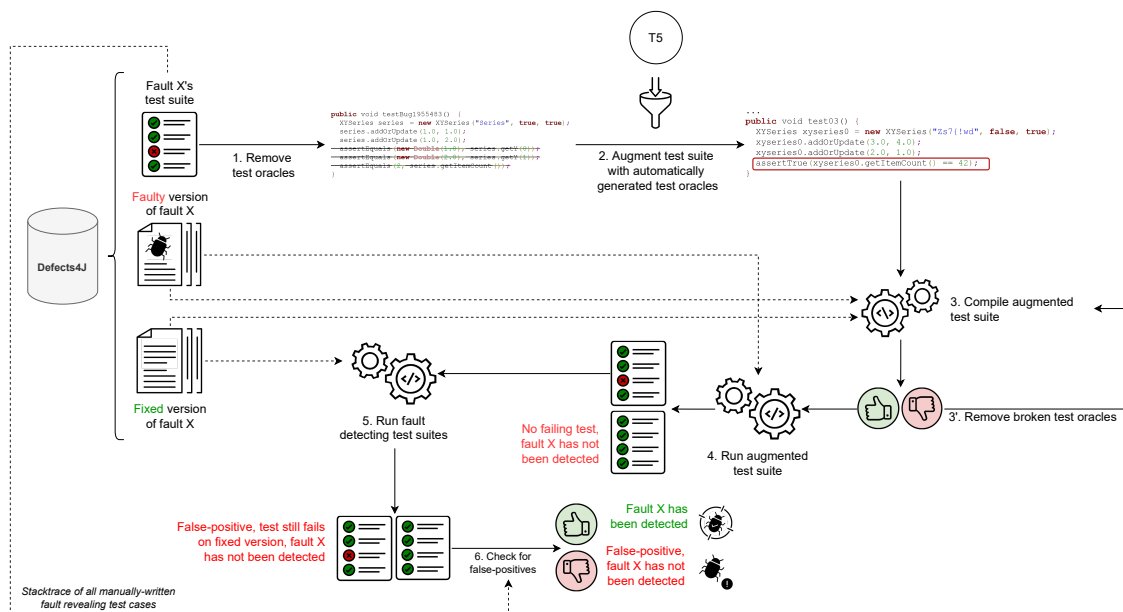 T5
Fault X's
test suite
public void testBug1955483() {
XYSeries series = new XYSeries("Series", true, true);
series.addOrUpdate(1.0, 1.0);
series.addOrUpdate(1.0, 2.0);
assertEquals(new Double(1.0), series.getY(0));
assertEquals(new Double(2.0), series.getY(1));
assertEquals(2, series.getItemCount());
}
1. Remove
test oracles
2. Augment test suite
with automatically
generated test oracles
...
public void test03() {
XYSeries xyseries0 = new XYSeries("Zs7{!wd", false, true);
xyseries0.addOrUpdate(3.0, 4.0);
xyseries0.addOrUpdate(2.0, 1.0);
assertTrue(xyseries0.getItemCount() == 42);
}
Faulty version
of fault X
Defects4J
3. Compile augmented
test suite
Fixed version
of fault X
5. Run fault
detecting test suites
No failing test,
fault X has not
been detected
4. Run augmented
test suite
3'. Remove broken test oracles
False-positive, test still fails
on fixed version, fault X
has not been detected
6. Check for
false-positives
Fault X has
been detected
False-positive,
fault X has not
been detected
Stacktrace of all manually-written
fault revealing test cases